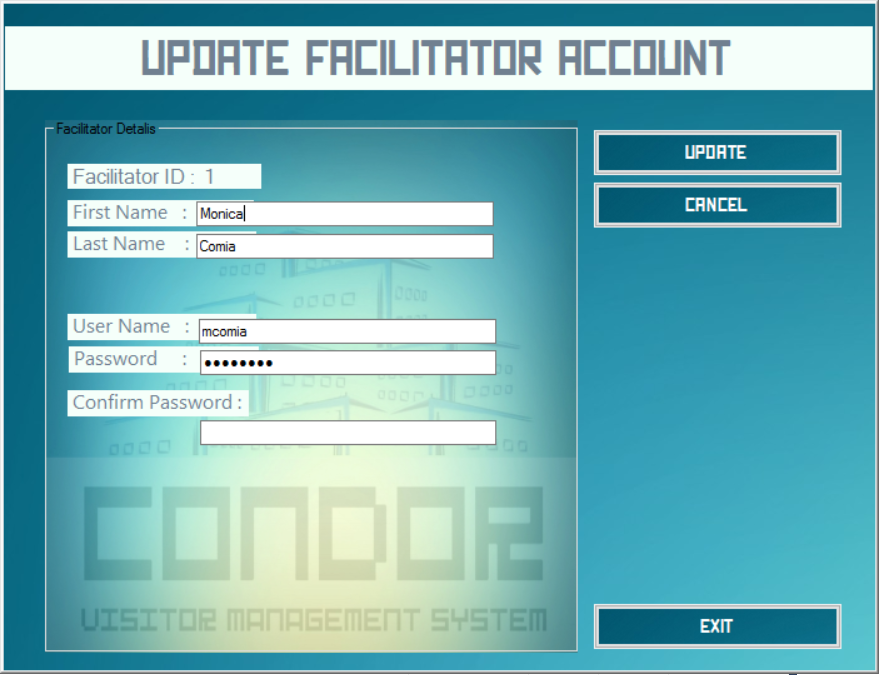 UPDATE FACILITATOR ACCOUNT
Facilitator Detalis
Facilitator ID : 1
First Name : Monica
Last Name : Comia
User Name : mcomia
Password : ●●●●●●●●
Confirm Password :
UPDATE
CANCEL
CONDOR
VISITOR MANAGEMENT SYSTEM
EXIT